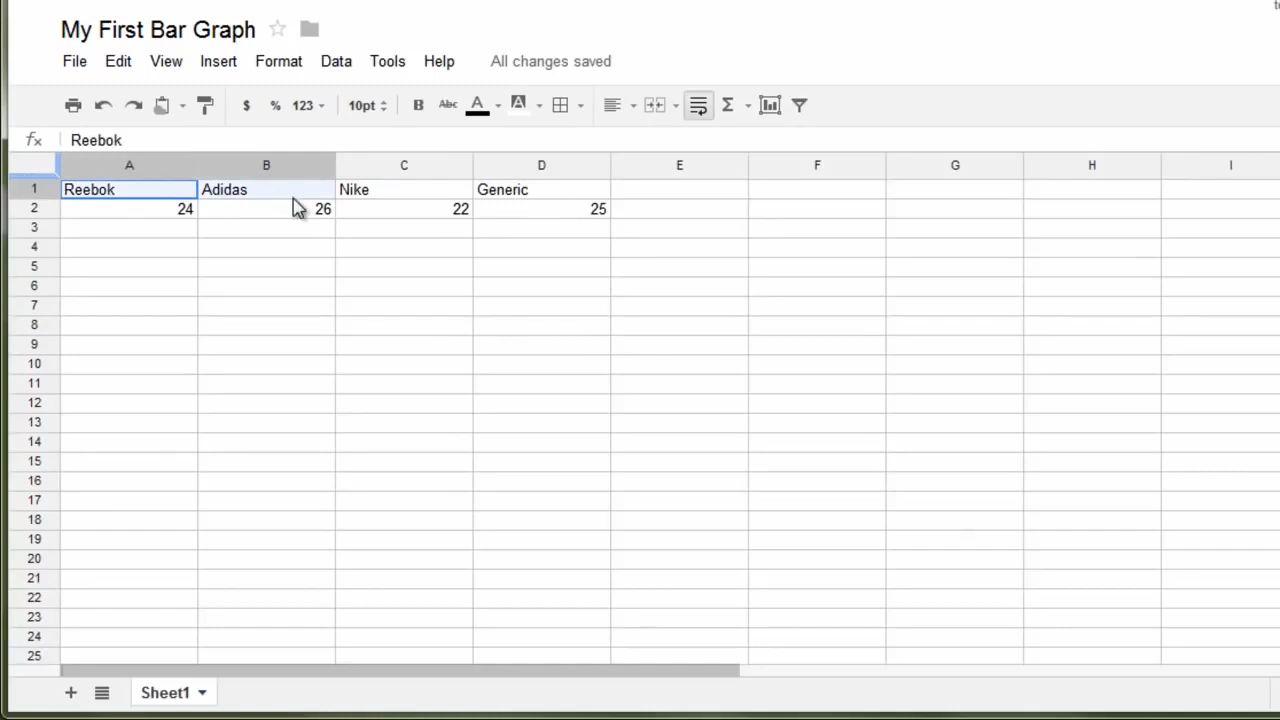 My First Bar Graph
File Edit View Insert Format Data Tools Help All changes saved
$ % 123 10pt B Abc A A Σ
fx Reebok
A B C D E F G H I
1 Reebok Adidas Nike Generic
2 24 26 22 25
3
4
5
6
7
8
9
10
11
12
13
14
15
16
17
18
19
20
21
22
23
24
25
+ Sheet1